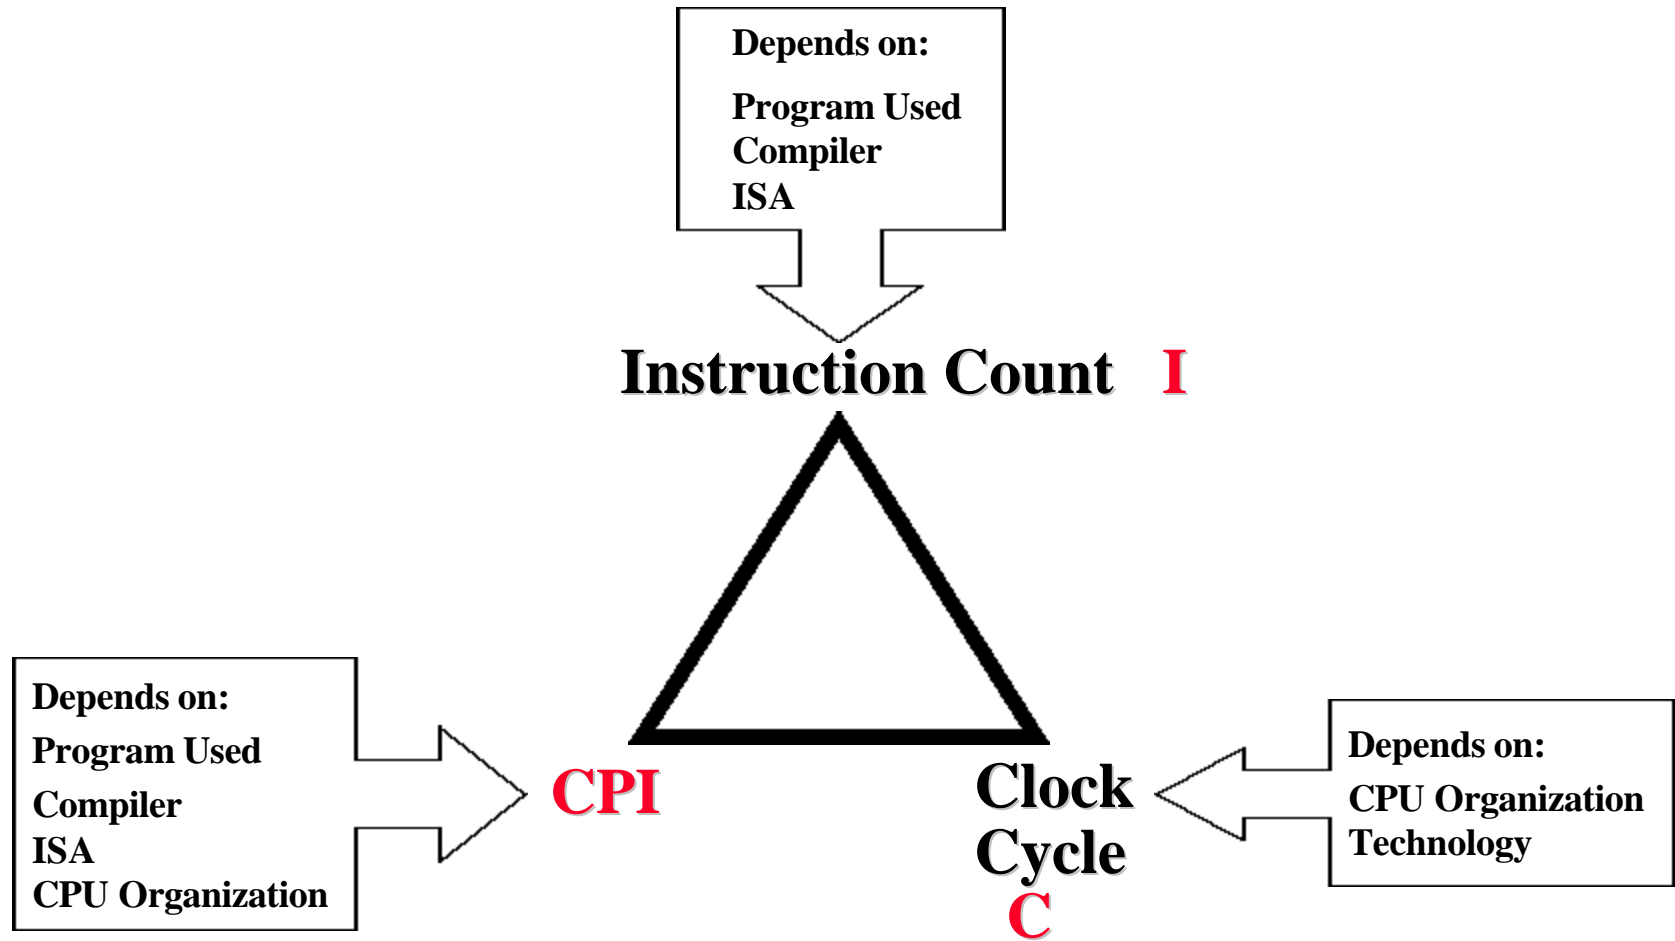 Depends on:
Program Used
Compiler
ISA
Instruction Count I
Depends on:
Program Used
Compiler
ISA
CPU Organization
CPI
Clock
Cycle
C
Depends on:
CPU Organization
Technology